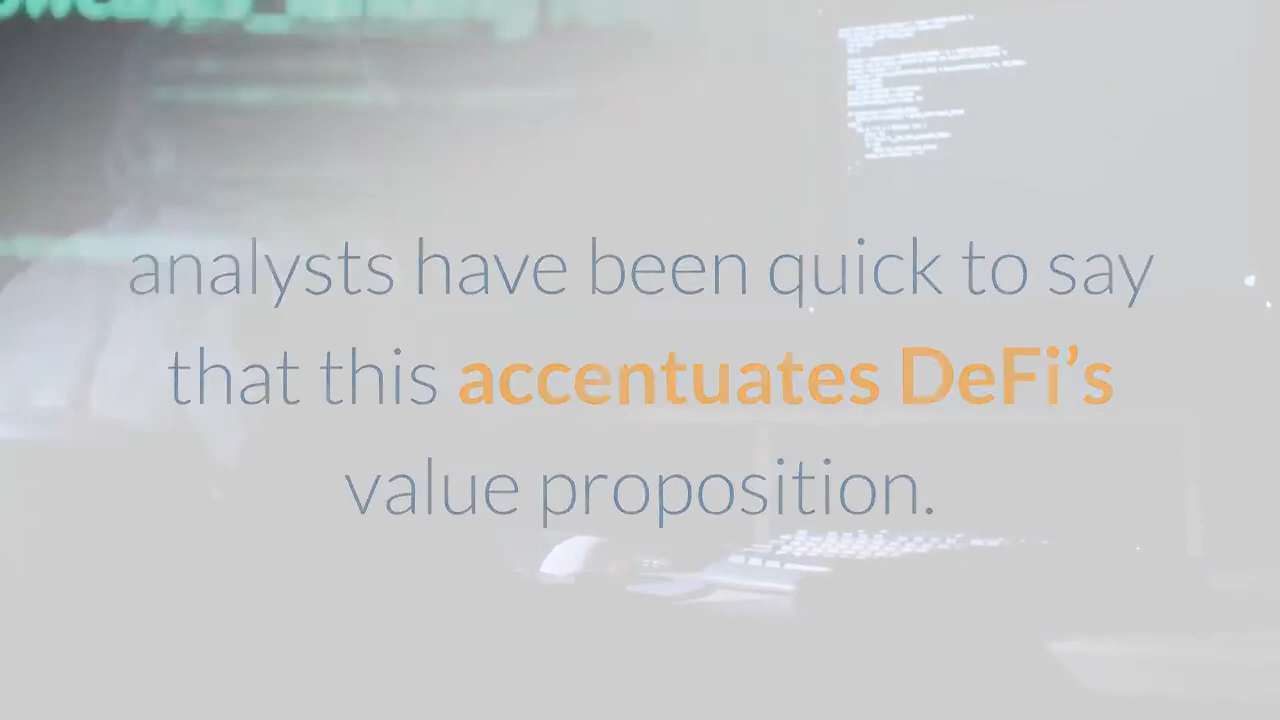 analysts have been quick to say
that this accentuates DeFi’s
value proposition.